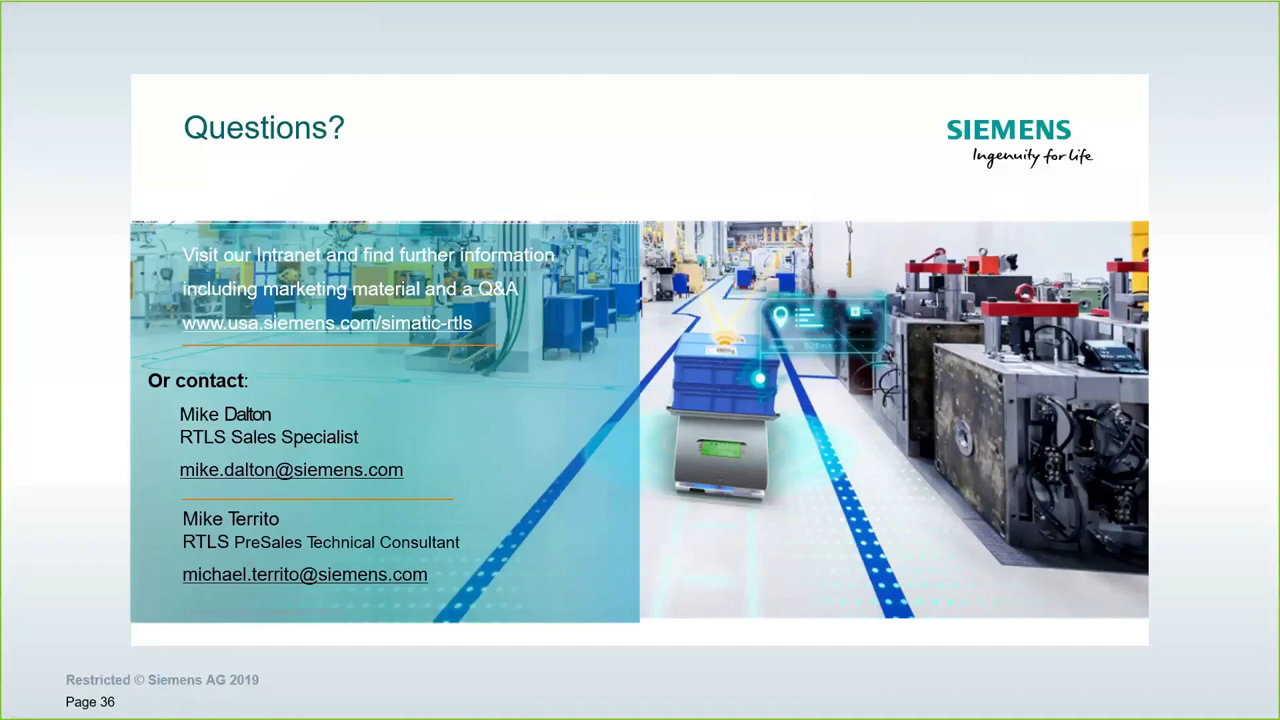 Questions?
SIEMENS
Ingenuity for life
Visit our Intranet and find further information
including marketing material and a Q&A
www.usa.siemens.com/simatic-rtls
Or contact:
Mike Dalton
RTLS Sales Specialist
mike.dalton@siemens.com
Mike Territo
RTLS PreSales Technical Consultant
michael.territo@siemens.com
Restricted © Siemens AG 2019
Page 36